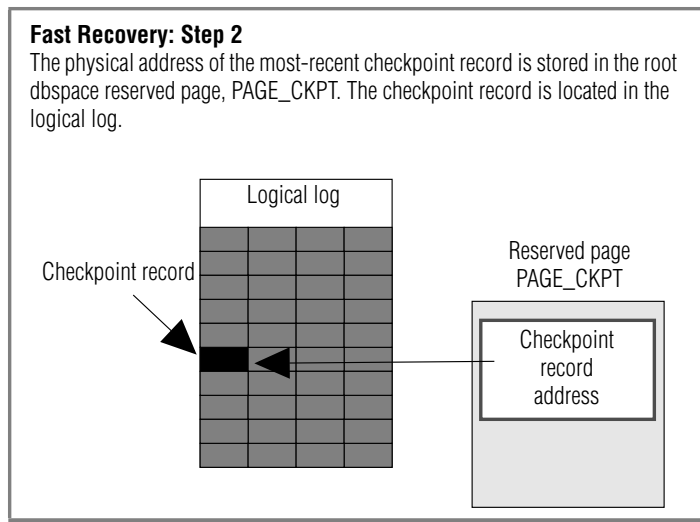 Fast Recovery: Step 2
The physical address of the most-recent checkpoint record is stored in the root
dbspace reserved page, PAGE_CKPT. The checkpoint record is located in the
logical log.
Logical log
Checkpoint record
Reserved page
PAGE_CKPT
Checkpoint
record
address